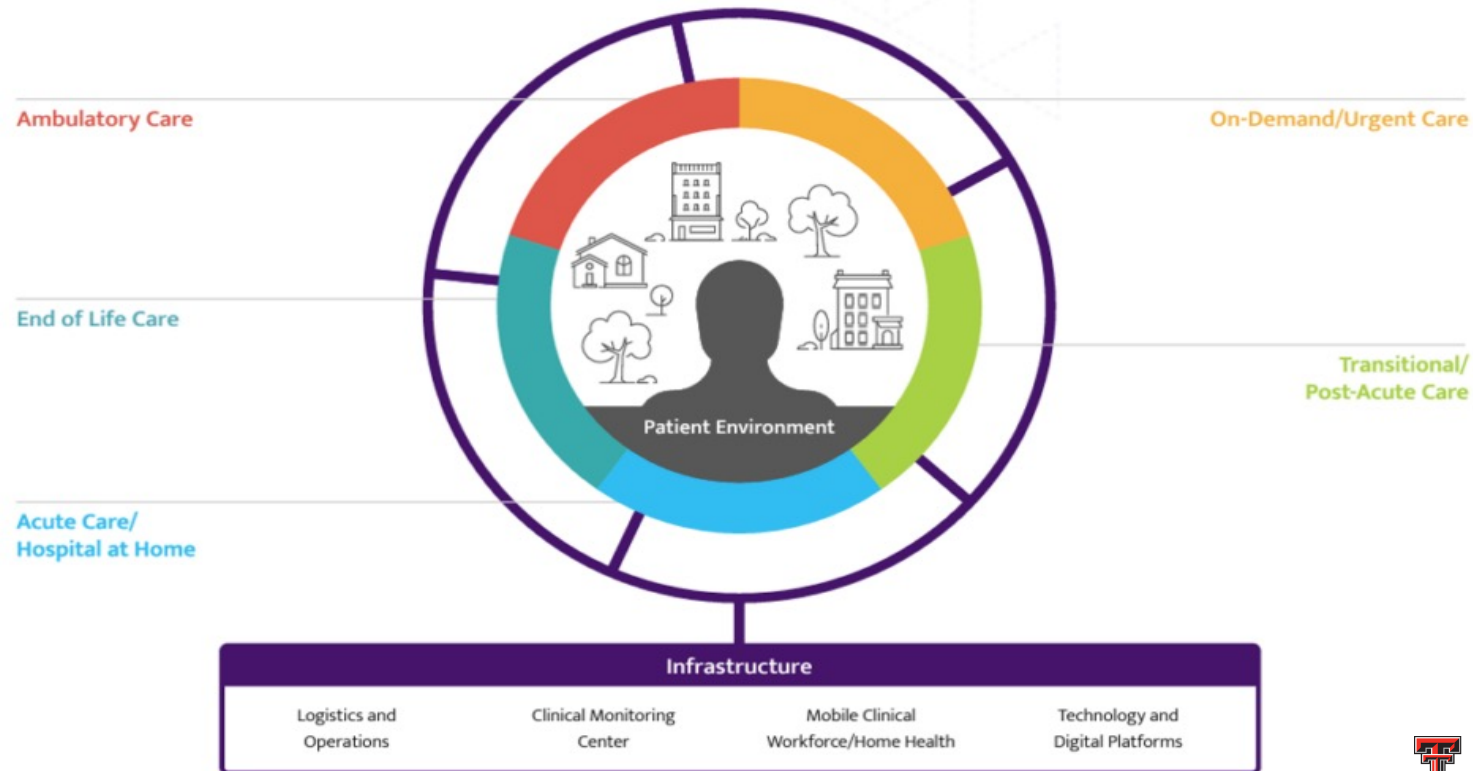 Ambulatory Care
On-Demand/Urgent Care
End of Life Care
Transitional/
Post-Acute Care
Patient Environment
Acute Care/
Hospital at Home
Infrastructure
Logistics and
Operations
Clinical Monitoring
Center
Mobile Clinical
Workforce/Home Health
Technology and
Digital Platforms